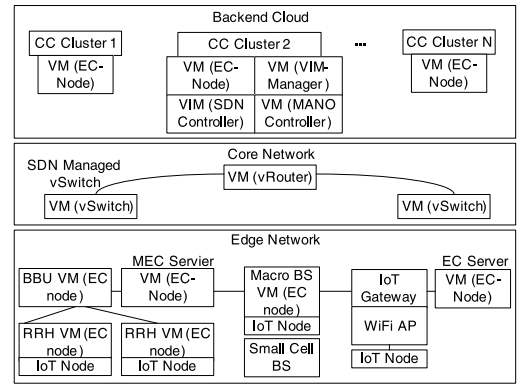 Backend Cloud
CC Cluster 1
VM (EC-
Node)
CC Cluster 2
VM (EC-
Node)
VM (VIM-
Manager)
VIM (SDN
Controller)
VM (MANO
Controller)
...
CC Cluster N
VM (EC-
Node)
Core Network
SDN Managed
vSwitch
VM (vSwitch)
VM (vRouter)
VM (vSwitch)
Edge Network
BBU VM (EC
node)
MEC Servier
VM (EC-
Node)
RRH VM (EC
node)
IoT Node
RRH VM (EC
node)
IoT Node
Macro BS
VM (EC
node)
IoT Node
Small Cell
BS
IoT
Gateway
WiFi AP
IoT Node
EC Server
VM (EC-
Node)